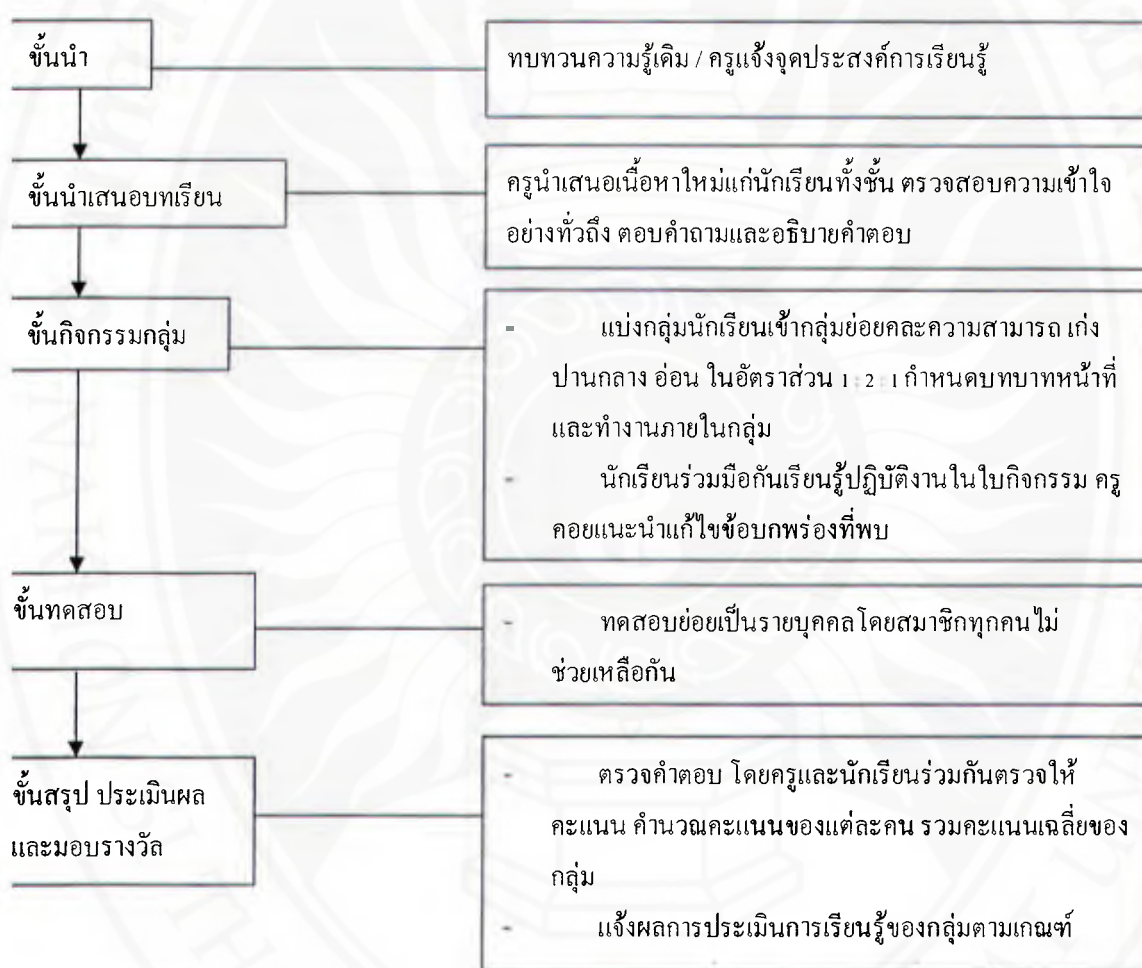 ขั้นนำ
ทบทวนความรู้เดิม / ครูแจ้งจุดประสงค์การเรียนรู้
ขั้นนำเสนอบทเรียน
ครูนำเสนอเนื้อหาใหม่แก่นักเรียนทั้งชั้น ตรวจสอบความเข้าใจ
อย่างทั่วถึง ตอบคำถามและอธิบายคำตอบ
ขั้นกิจกรรมกลุ่ม
- แบ่งกลุ่มนักเรียนเข้ากลุ่มย่อยคละความสามารถ เก่ง
ปานกลาง อ่อน ในอัตราส่วน 1 : 2 : 1 กำหนดบทบาทหน้าที่
และทำงานภายในกลุ่ม
- นักเรียนร่วมมือกันเรียนรู้ปฏิบัติงานในใบกิจกรรม ครู
คอยแนะนำแก้ไขข้อบกพร่องที่พบ
ขั้นทดสอบ
- ทดสอบย่อยเป็นรายบุคคลโดยสมาชิกทุกคนไม่
ช่วยเหลือกัน
ขั้นสรุป ประเมินผล
และมอบรางวัล
- ตรวจคำตอบ โดยครูและนักเรียนร่วมกันตรวจให้
คะแนน คำนวณคะแนนของแต่ละคน รวมคะแนนเฉลี่ยของ
กลุ่ม
- แจ้งผลการประเมินการเรียนรู้ของกลุ่มตามเกณฑ์